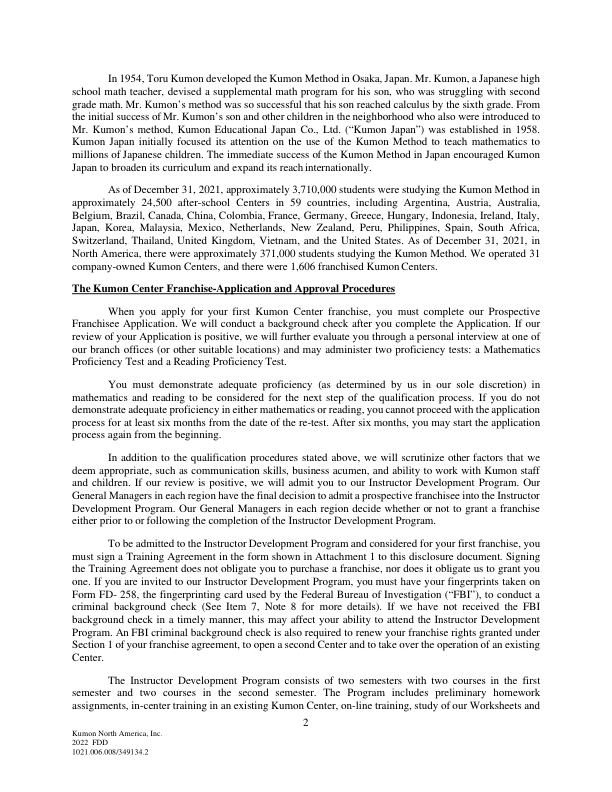 In 1954, Toru Kumon developed the Kumon Method in Osaka, Japan. Mr. Kumon, a Japanese high
school math teacher, devised a supplemental math program for his son, who was struggling with second
grade math. Mr. Kumon's method was so successful that his son reached calculus by the sixth grade. From
the initial success of Mr. Kumon's son and other children in the neighborhood who also were introduced to
Mr. Kumon's method, Kumon Educational Japan Co., Ltd. ("Kumon Japan") was established in 1958.
Kumon Japan initially focused its attention on the use of the Kumon Method to teach mathematics to
millions of Japanese children. The immediate success of the Kumon Method in Japan encouraged Kumon
Japan to broaden its curriculum and expand its reach internationally.
As of December 31, 2021, approximately 3,710,000 students were studying the Kumon Method in
approximately 24,500 after-school Centers in 59 countries, including Argentina, Austria, Australia,
Belgium, Brazil, Canada, China, Colombia, France, Germany, Greece, Hungary, Indonesia, Ireland, Italy,
Japan, Korea, Malaysia, Mexico, Netherlands, New Zealand, Peru, Philippines, Spain, South Africa,
Switzerland, Thailand, United Kingdom, Vietnam, and the United States. As of December 31, 2021, in
North America, there were approximately 371,000 students studying the Kumon Method. We operated 31
company-owned Kumon Centers, and there were 1,606 franchised Kumon Centers.
The Kumon Center Franchise-Application and Approval Procedures
When you apply for your first Kumon Center franchise, you must complete our Prospective
Franchisee Application. We will conduct a background check after you complete the Application. If our
review of your Application is positive, we will further evaluate you through a personal interview at one of
our branch offices (or other suitable locations) and may administer two proficiency tests: a Mathematics
Proficiency Test and a Reading Proficiency Test.
You must demonstrate adequate proficiency (as determined by us in our sole discretion) in
mathematics and reading to be considered for the next step of the qualification process. If you do not
demonstrate adequate proficiency in either mathematics or reading, you cannot proceed with the application
process for at least six months from the date of the re-test. After six months, you may start the application
process again from the beginning.
In addition to the qualification procedures stated above, we will scrutinize other factors that we
deem appropriate, such as communication skills, business acumen, and ability to work with Kumon staff
and children. If our review is positive, we will admit you to our Instructor Development Program. Our
General Managers in each region have the final decision to admit a prospective franchisee into the Instructor
Development Program. Our General Managers in each region decide whether or not to grant a franchise
either prior to or following the completion of the Instructor Development Program.
To be admitted to the Instructor Development Program and considered for your first franchise, you
must sign a Training Agreement in the form shown in Attachment 1 to this disclosure document. Signing
the Training Agreement does not obligate you to purchase a franchise, nor does it obligate us to grant you
one. If you are invited to our Instructor Development Program, you must have your fingerprints taken on
Form FD- 258, the fingerprinting card used by the Federal Bureau of Investigation ("FBI"), to conduct a
criminal background check (See Item 7, Note 8 for more details). If we have not received the FBI
background check in a timely manner, this may affect your ability to attend the Instructor Development
Program. An FBI criminal background check is also required to renew your franchise rights granted under
Section 1 of your franchise agreement, to open a second Center and to take over the operation of an existing
Center.
The Instructor Development Program consists of two semesters with two courses in the first
semester and two courses in the second semester. The Program includes preliminary homework
assignments, in-center training in an existing Kumon Center, on-line training, study of our Worksheets and
2
Kumon North America, Inc.
2022 FDD
1021.006.008/349134.2